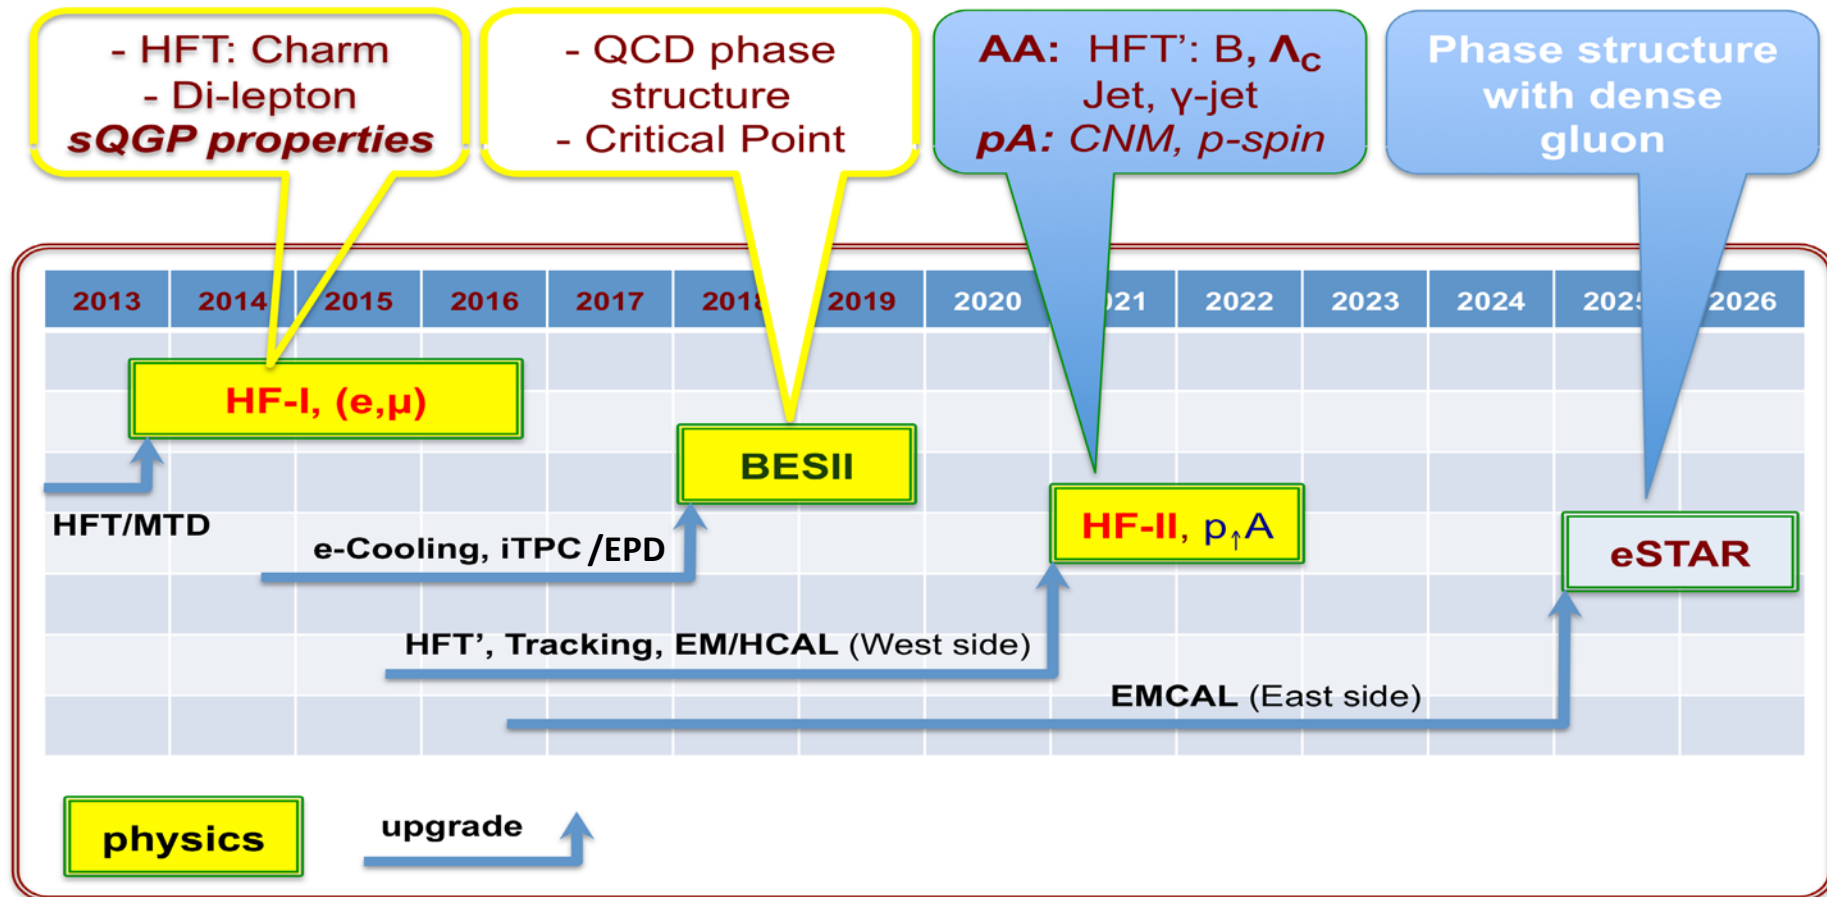 - HFT: Charm
- Di-lepton
sQGP properties
- QCD phase
structure
- Critical Point
AA: HFT’: B, Λc
Jet, γ-jet
pA: CNM, p-spin
Phase structure
with dense
gluon
2013 2014 2015 2016 2017 2018 2019 2020 2022 2023 2024 2025 2026
HF-I, (e,μ)
BESII
HFT/MTD
HF-II, p↑A
e-Cooling, iTPC /EPD
eSTAR
HFT’, Tracking, EM/HCAL (West side)
EMCAL (East side)
physics
upgrade